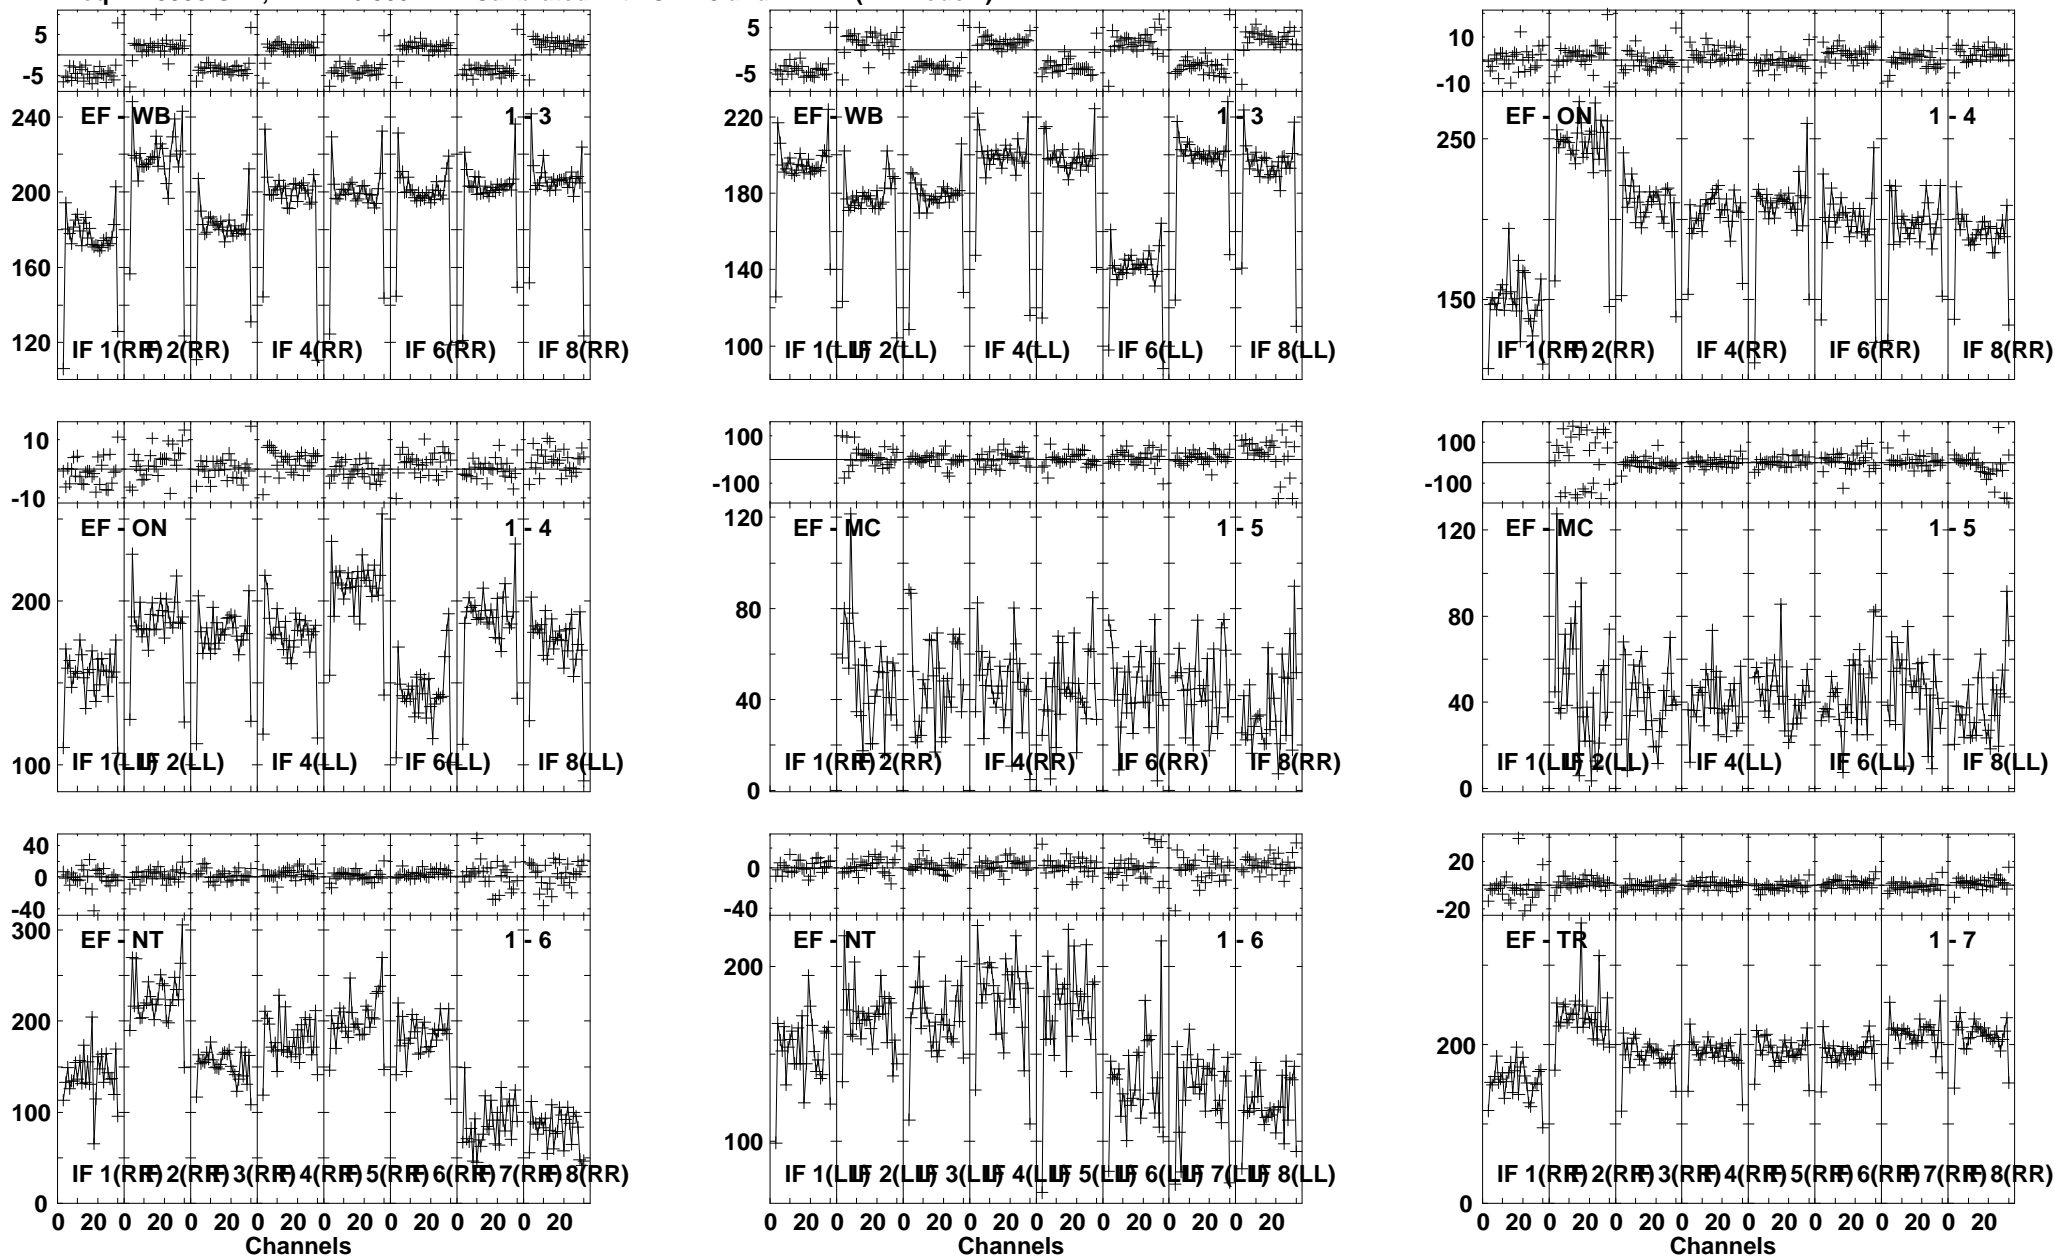 5 5 10
-5 -5 -10
240 EF - WB 1 - 3 220 EF - WB 1 - 3 250 EF - ON 1 - 4
200 180
160 140 150
120 IF 1(RR) IF 2(RR) IF 4(RR) IF 6(RR) IF 8(RR) 100 IF 1(LL) IF 2(LL) IF 4(LL) IF 6(LL) IF 8(LL) IF 1(RR) IF 2(RR) IF 4(RR) IF 6(RR) IF 8(RR)
10 100 100
-10 -100 -100
EF - ON 1 - 4 120 EF - MC 1 - 5 120 EF - MC 1 - 5
200 80 80
40 40
100 IF 1(LL) IF 2(LL) IF 4(LL) IF 6(LL) IF 8(LL) IF 1(RR) IF 2(RR) IF 4(RR) IF 6(RR) IF 8(RR) IF 1(LL) IF 2(LL) IF 4(LL) IF 6(LL) IF 8(LL)
0 0
40 20
0 0
-40 -40 -20
300 EF - NT 1 - 6 EF - NT 1 - 6 EF - TR 1 - 7
200 200 200
100 100
IF 1(RR) IF 2(RR) IF 3(RR) IF 4(RR) IF 5(RR) IF 6(RR) IF 7(RR) IF 8(RR) IF 1(LL) IF 2(LL) IF 3(LL) IF 4(LL) IF 5(LL) IF 6(LL) IF 7(LL) IF 8(LL) IF 1(RR) IF 2(RR) IF 3(RR) IF 4(RR) IF 5(RR) IF 6(RR) IF 7(RR) IF 8(RR)
0 0
0 20 0 20 0 20 0 20 0 20 0 20 0 20 0 20 0 20 0 20 0 20 0 20 0 20 0 20 0 20 0 20 0 20 0 20 0 20 0 20 0 20 0 20 0 20 0 20
Channels Channels Channels